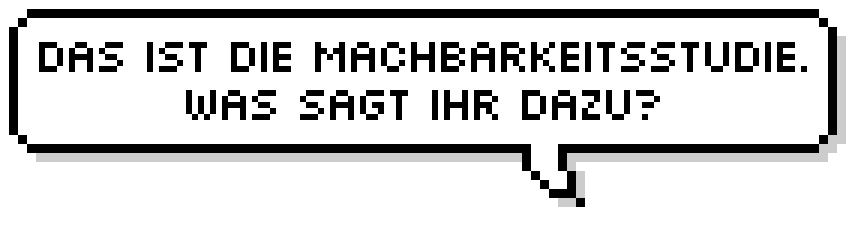 DAS IST DIE MACHBARKEITSSTUDIE.
WAS SAGT IHR DAZU?